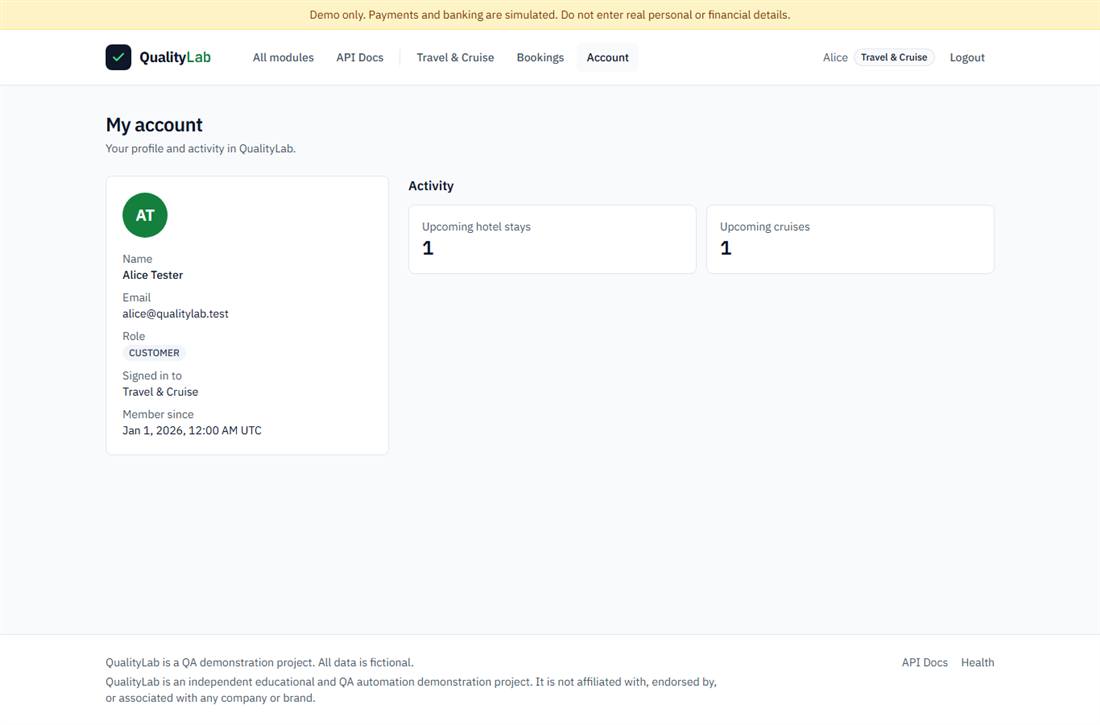 Demo only. Payments and banking are simulated. Do not enter real personal or financial details.
QualityLab All modules API Docs Travel & Cruise Bookings Account Alice Travel & Cruise Logout
My account
Your profile and activity in QualityLab.
AT
Name
Alice Tester
Email
alice@qualitylab.test
Role
CUSTOMER
Signed in to
Travel & Cruise
Member since
Jan 1, 2026, 12:00 AM UTC
Activity
Upcoming hotel stays
1
Upcoming cruises
1
QualityLab is a QA demonstration project. All data is fictional.
QualityLab is an independent educational and QA automation demonstration project. It is not affiliated with, endorsed by,
or associated with any company or brand.
API Docs Health